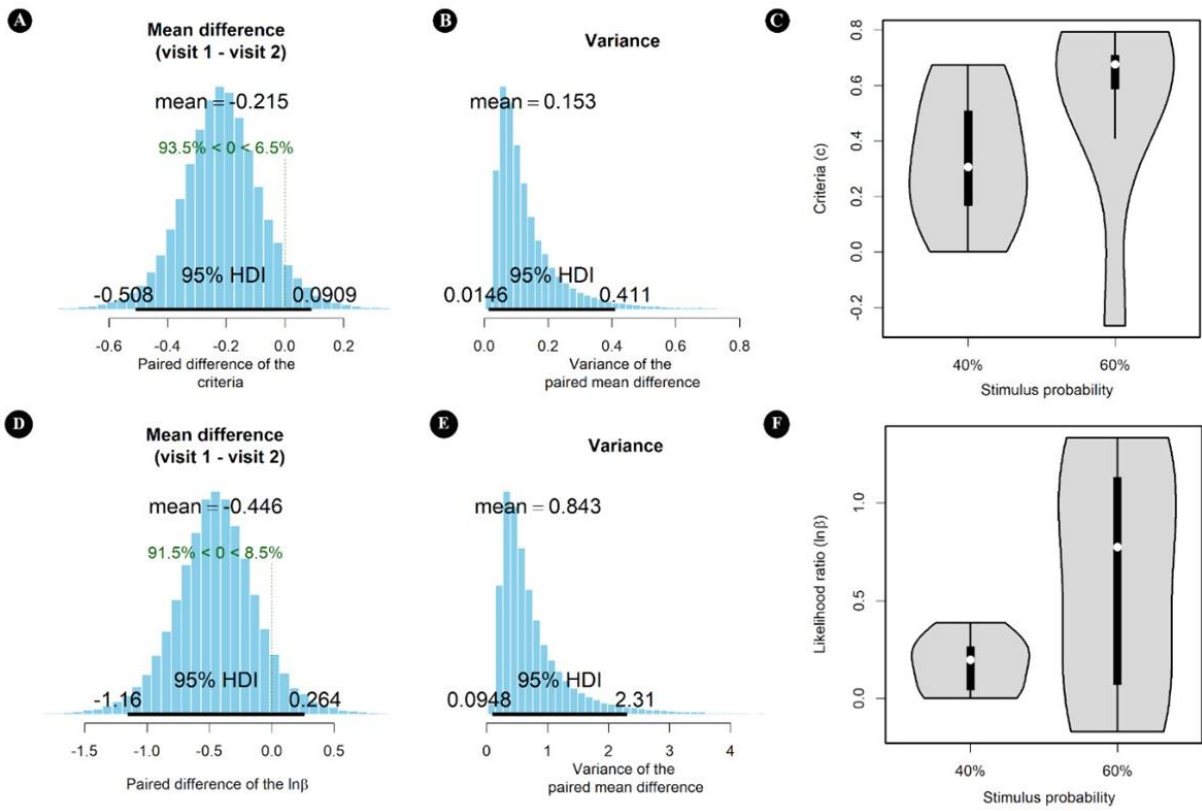 A
Mean difference
(visit 1 - visit 2)
mean = -0.215
93.5% < 0 < 6.5%
95% HDI
-0.508 0.0909
-0.6 -0.4 -0.2 0.0 0.2
Paired difference of the
criteria
B
Variance
mean = 0.153
95% HDI
0.0146 0.411
0.0 0.2 0.4 0.6 0.8
Variance of the
paired mean difference
C
Criteria (c)
0.8
0.6
0.4
0.2
0.0
-0.2
40% 60%
Stimulus probability
D
Mean difference
(visit 1 - visit 2)
mean = -0.446
91.5% < 0 < 8.5%
95% HDI
-1.16 0.264
-1.5 -1.0 -0.5 0.0 0.5
Paired difference of the lnβ
E
Variance
mean = 0.843
95% HDI
0.0948 2.31
0 1 2 3 4
Variance of the
paired mean difference
F
Likelihood ratio (lnβ)
1.0
0.5
0.0
40% 60%
Stimulus probability